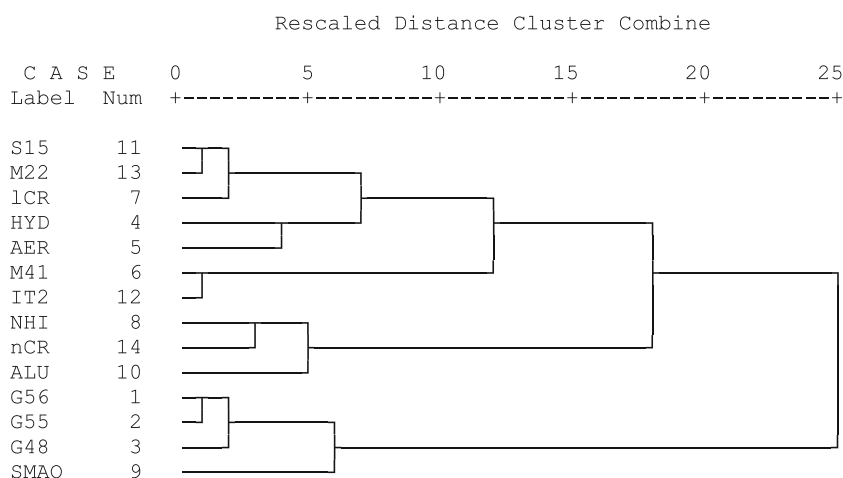 Rescaled Distance Cluster Combine
C A S E 0 5 10 15 20 25
Label Num +---------+---------+---------+---------+---------+
S15 11
M22 13
lCR 7
HYD 4
AER 5
M41 6
IT2 12
NHI 8
nCR 14
ALU 10
G56 1
G55 2
G48 3
SMAO 9